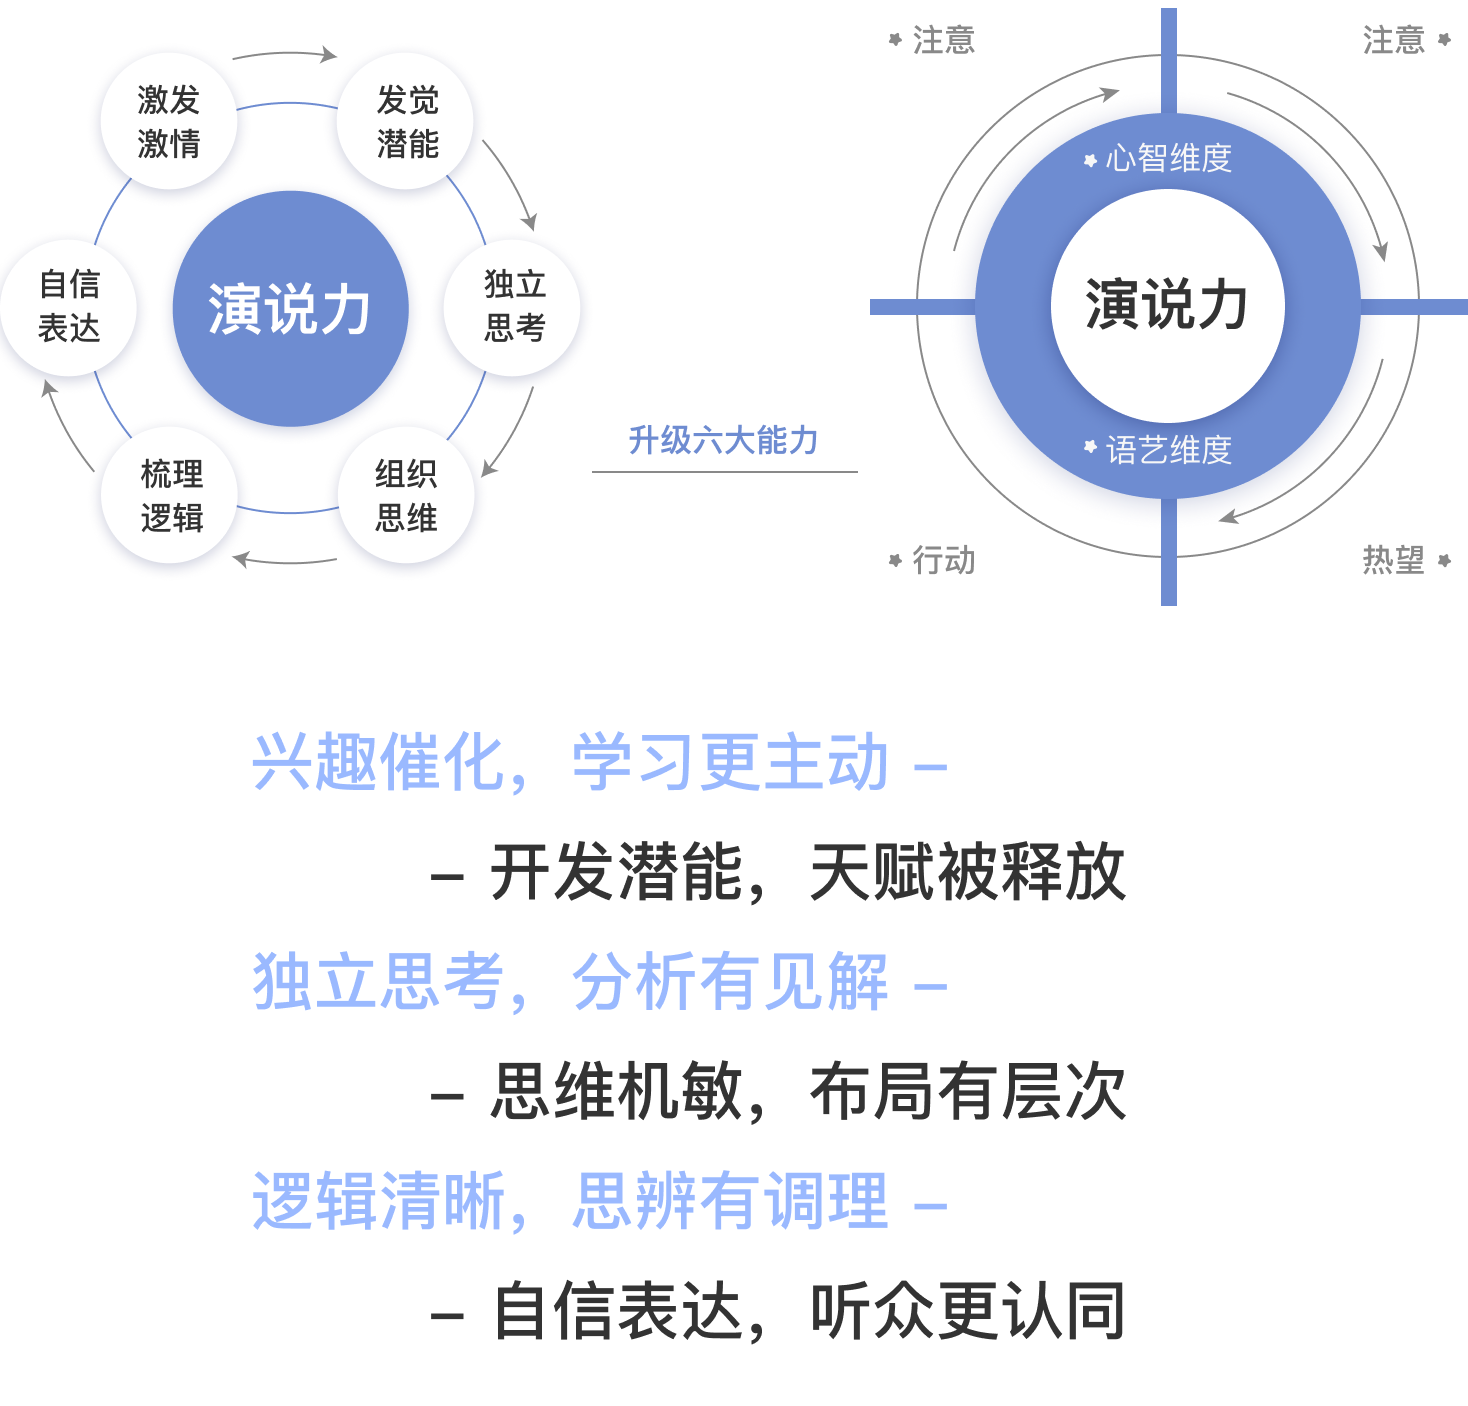 激发
激情
发觉
潜能
独立
思考
组织
思维
梳理
逻辑
自信
表达
演说力
升级六大能力
注意
注意
心智维度
演说力
语艺维度
行动
热望
兴趣催化，学习更主动 –
– 开发潜能，天赋被释放
独立思考，分析有见解 –
– 思维机敏，布局有层次
逻辑清晰，思辨有调理 –
– 自信表达，听众更认同